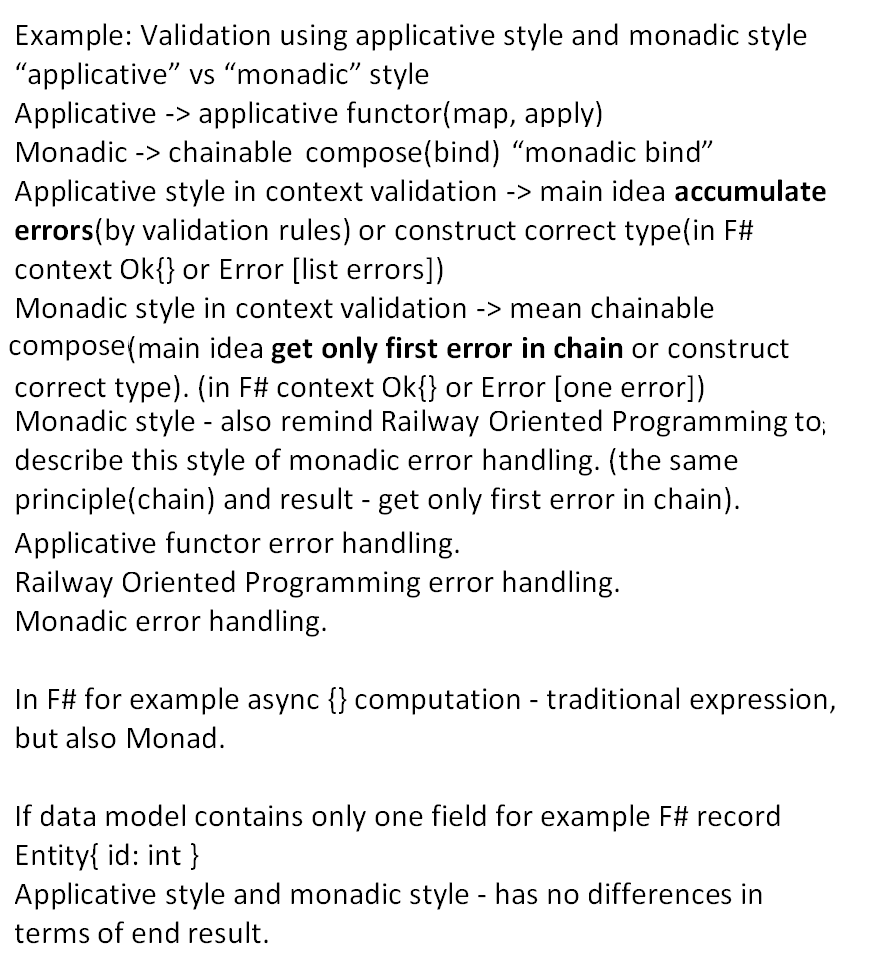 Example: Validation using applicative style and monadic style
“applicative” vs “monadic” style
Applicative -> applicative functor(map, apply)
Monadic -> chainable compose(bind) “monadic bind”
Applicative style in context validation -> main idea accumulate
errors(by validation rules) or construct correct type(in F#
context Ok{} or Error [list errors])
Monadic style in context validation -> mean chainable
compose(main idea get only first error in chain or construct
correct type). (in F# context Ok{} or Error [one error])
Monadic style - also remind Railway Oriented Programming to;
describe this style of monadic error handling. (the same
principle(chain) and result - get only first error in chain).
Applicative functor error handling.
Railway Oriented Programming error handling.
Monadic error handling.
In F# for example async {} computation - traditional expression,
but also Monad.
If data model contains only one field for example F# record
Entity{ id: int }
Applicative style and monadic style - has no differences in
terms of end result.